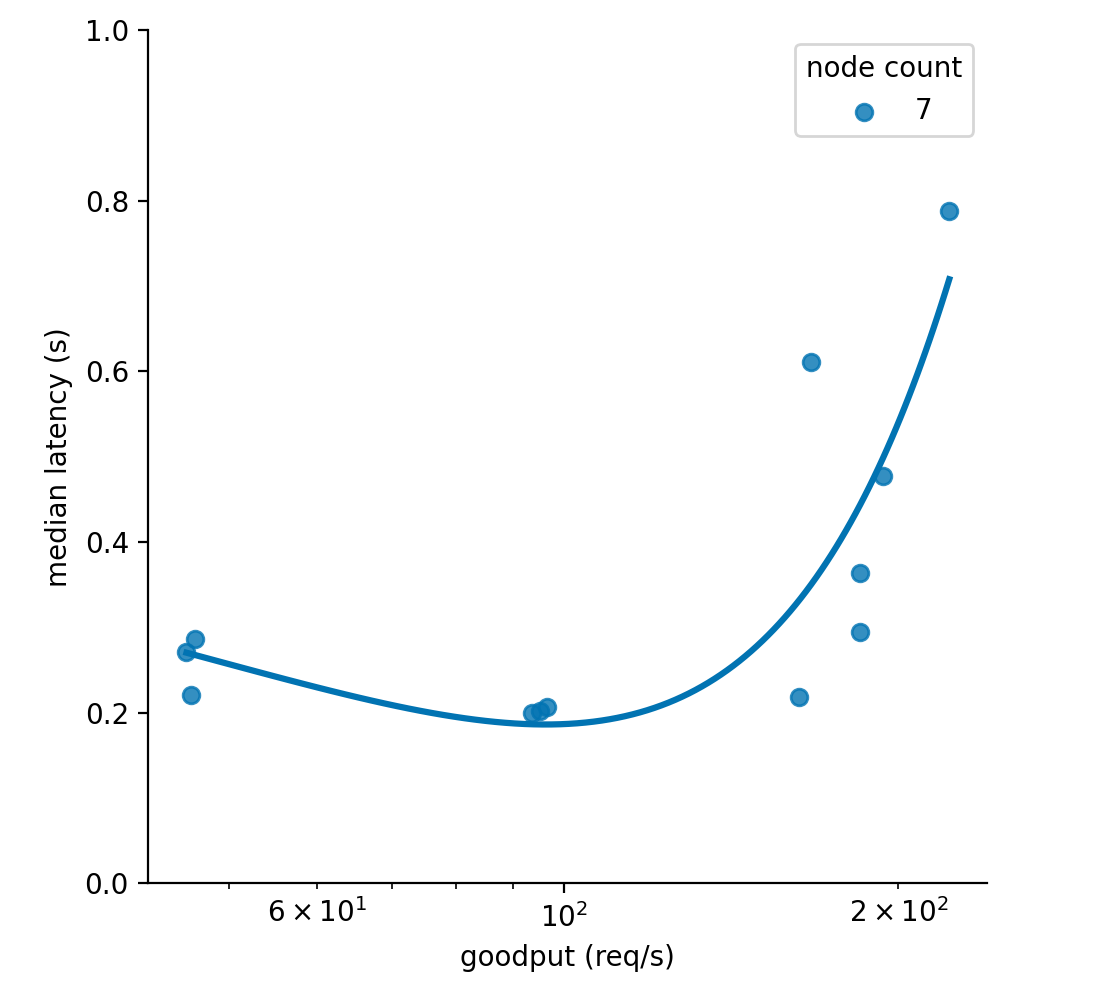 1.0
0.8
0.6
0.4
0.2
0.0
median latency (s)
node count
7
6 × 10¹
10²
2 × 10²
goodput (req/s)